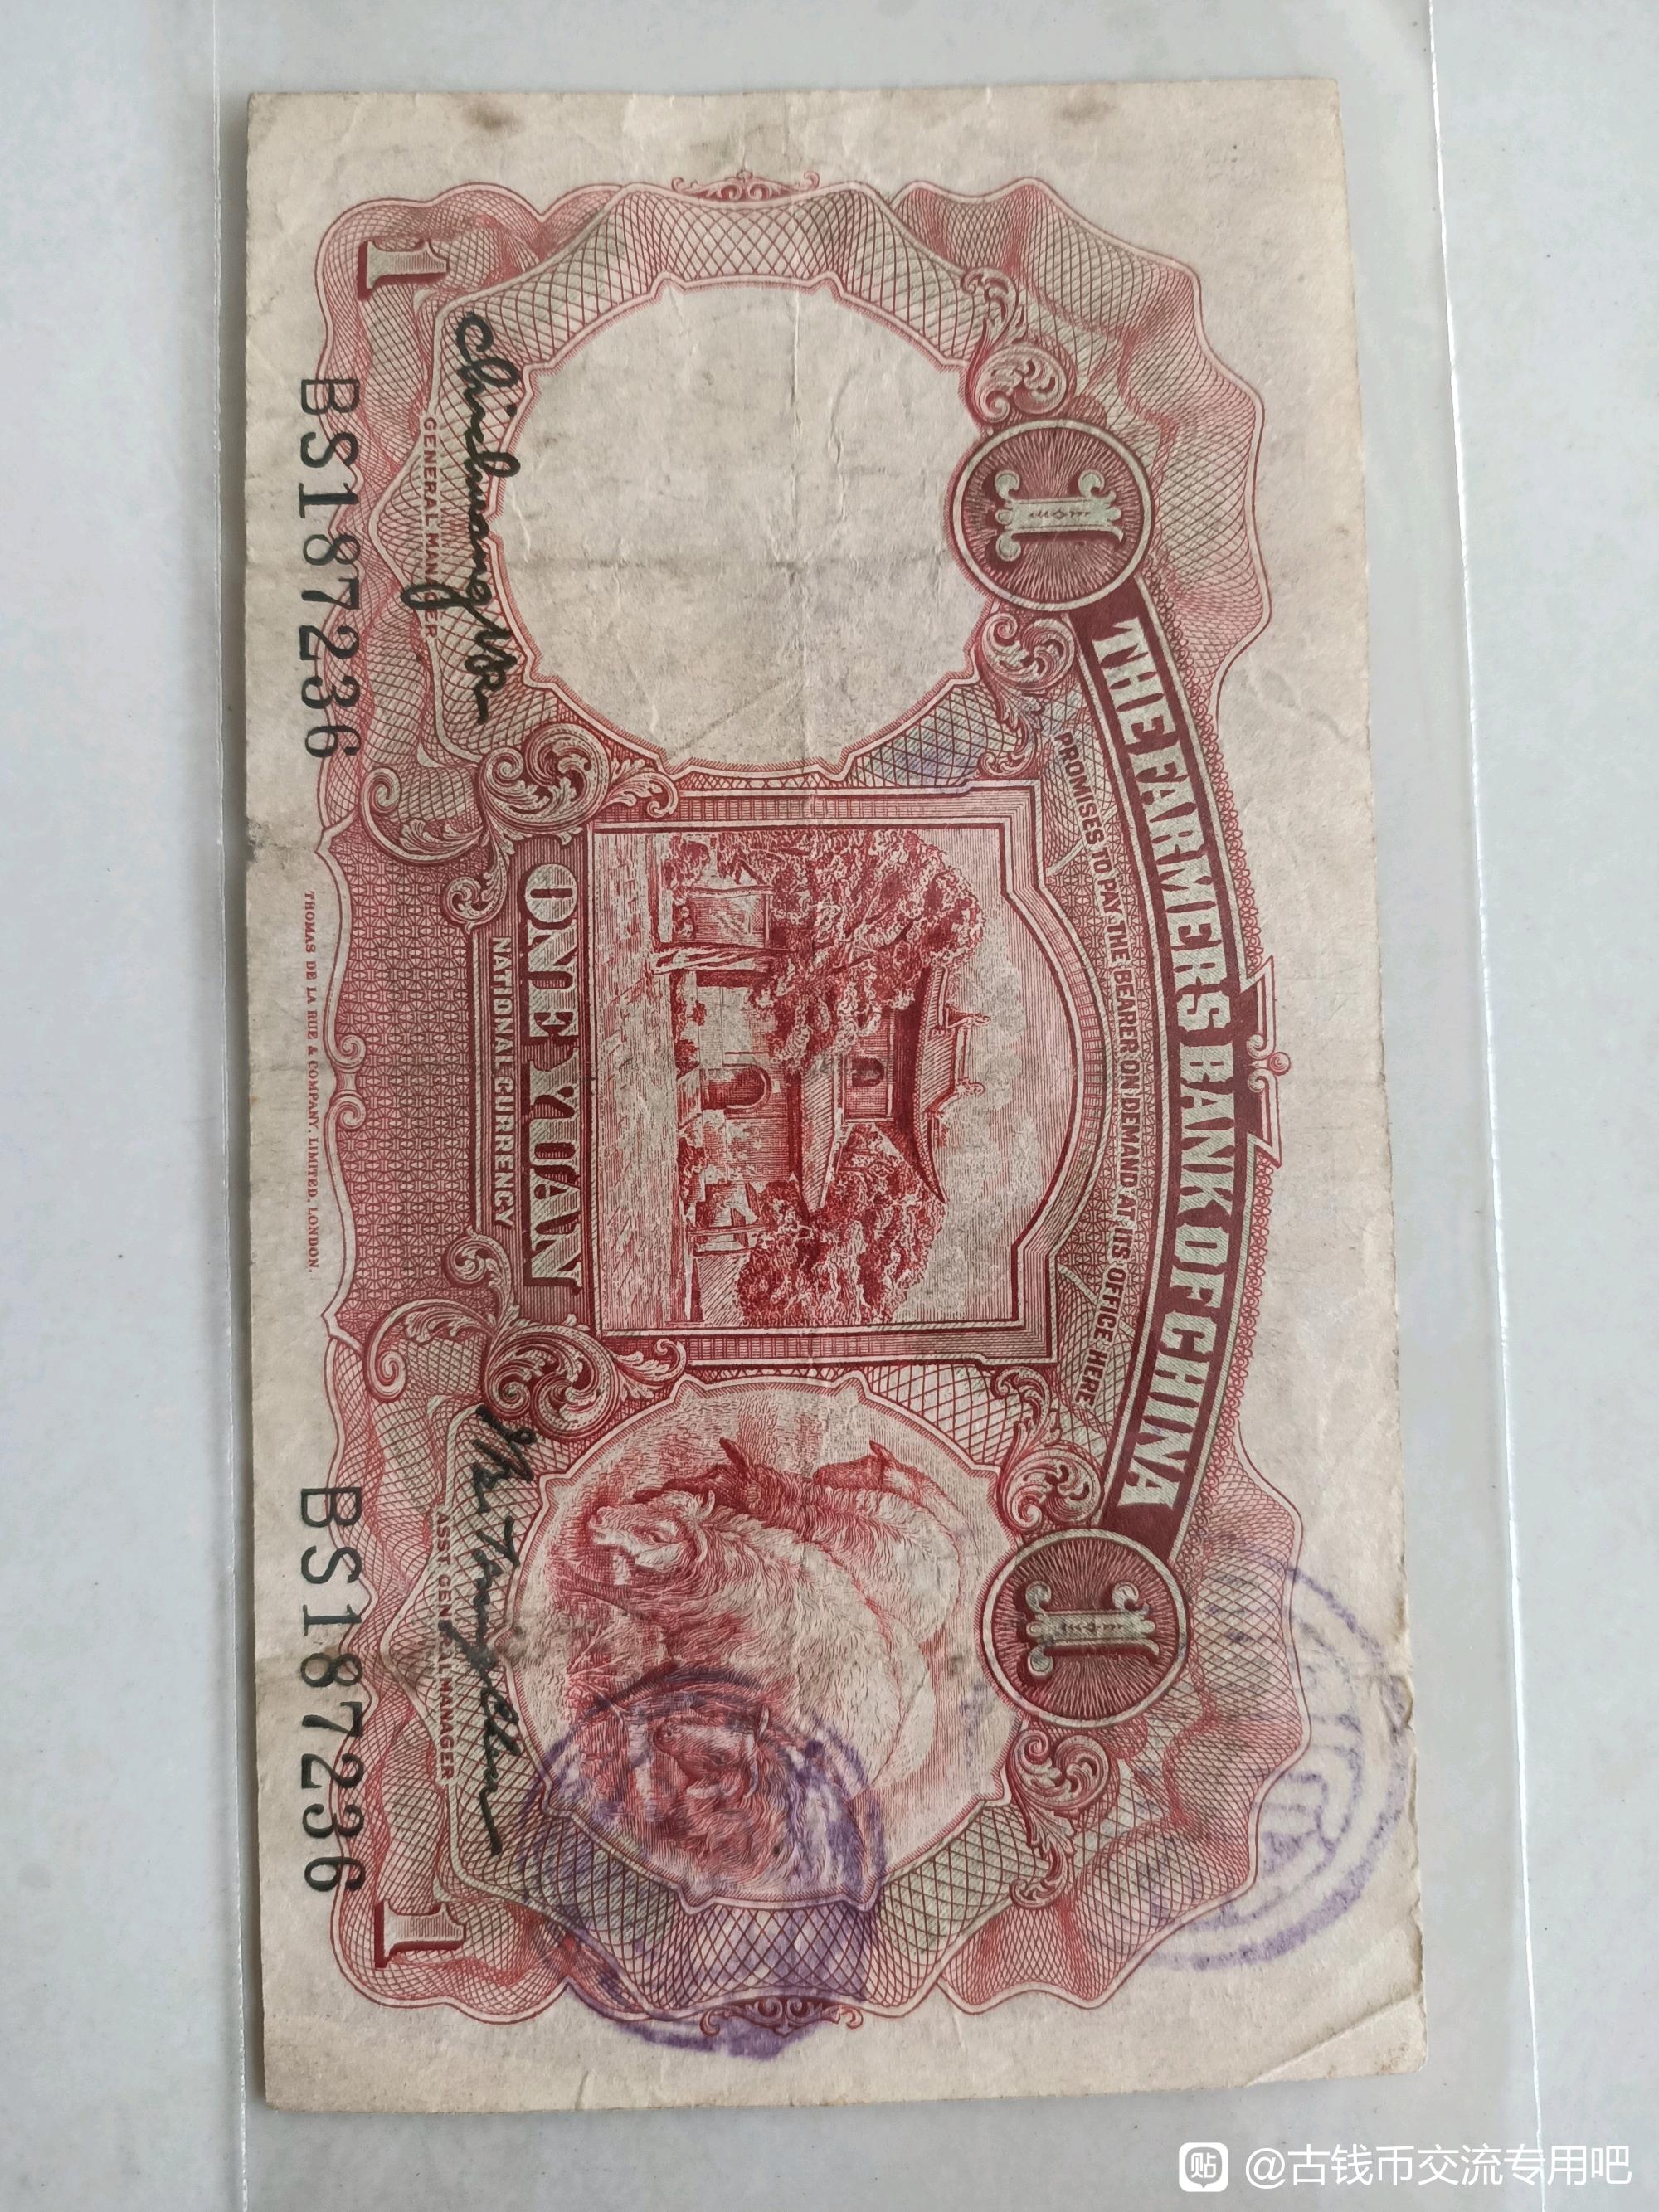 THE FARMERS BANK OF CHINA
PROMISES TO PAY THE BEARER ON DEMAND AT ITS OFFICE HERE
1
1
ONE YUAN
NATIONAL CURRENCY
GENERAL MANAGER
ASST GENERAL MANAGER
1
1
BS187236
BS187236
THOMAS DE LA RUE & COMPANY, LIMITED, LONDON.
贴 @古钱币交流专用吧